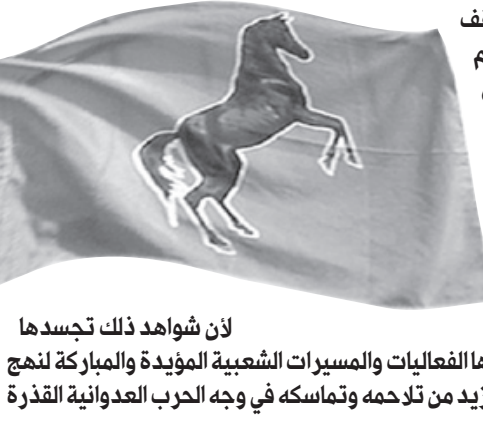 لأن شواهد ذلك تجسدها
الفعاليات والمسيرات الشعبية المؤيدة والمباركة لنهج
من تلاحمه وتماسكه في وجه الحرب العدوانية القذرة